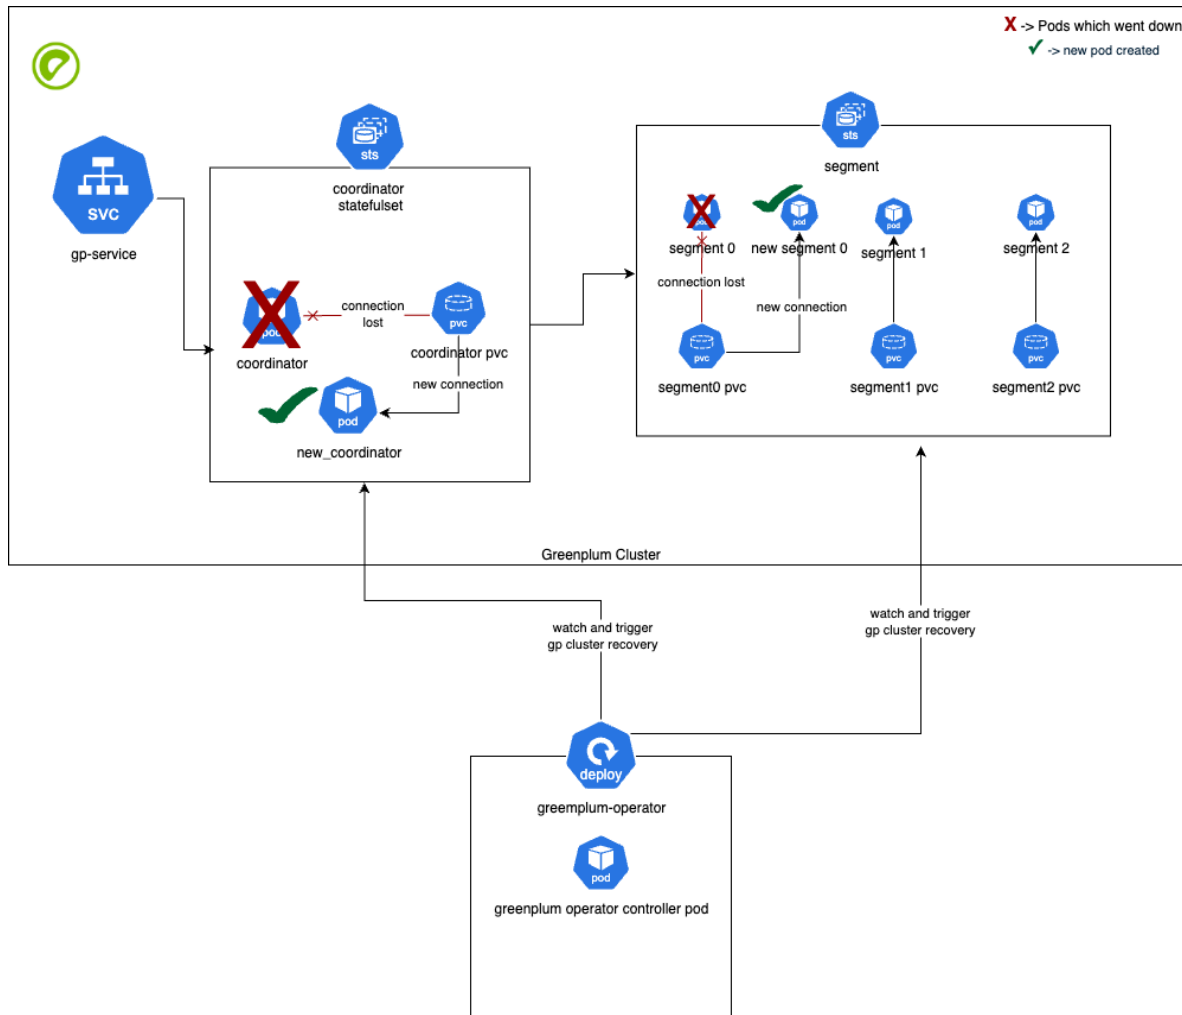 X -> Pods which went down
-> new pod created
sts
coordinator
statefulset
sts
segment
svc
gp-service
pod
coordinator
connection
lost
pvc
coordinator pvc
new connection
pod
new_coordinator
pod
segment 0
pod
new segment 0
pod
segment 1
pod
segment 2
connection lost
new connection
pvc
segment0 pvc
pvc
segment1 pvc
pvc
segment2 pvc
Greenplum Cluster
watch and trigger
gp cluster recovery
watch and trigger
gp cluster recovery
deploy
greemplum-operator
pod
greenplum operator controller pod